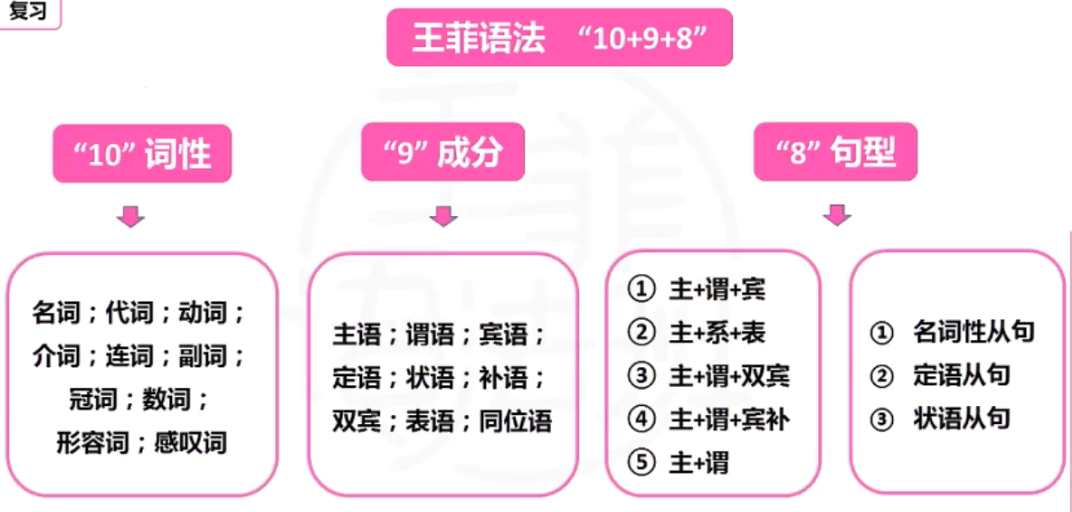 复习
王菲语法 “10+9+8”
“10” 词性
“9” 成分
“8” 句型
名词；代词；动词；
介词；连词；副词；
冠词；数词；
形容词；感叹词
主语；谓语；宾语；
定语；状语；补语；
双宾；表语；同位语
① 主+谓+宾
② 主+系+表
③ 主+谓+双宾
④ 主+谓+宾补
⑤ 主+谓
① 名词性从句
② 定语从句
③ 状语从句